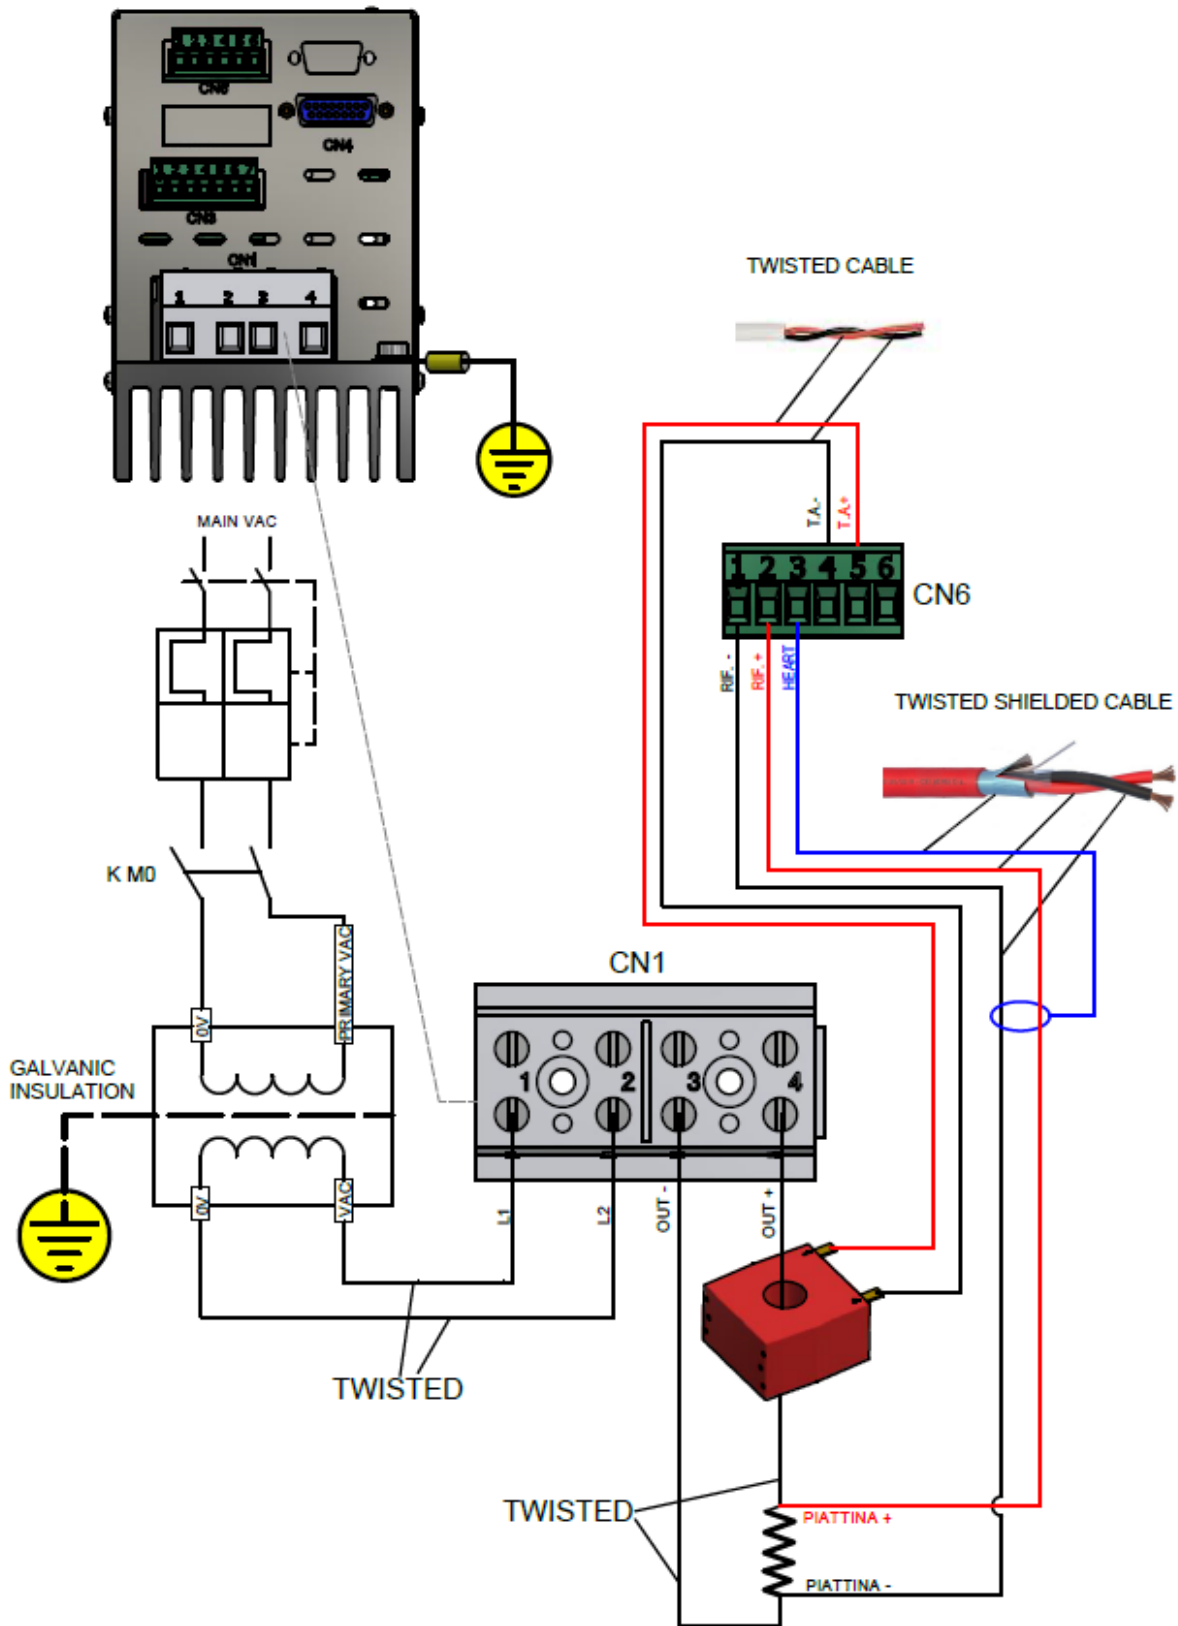 CN6
CN4
CN3
CN1
1 2 3 4
TWISTED CABLE
MAIN VAC
T.A.-
T.A.+
1 2 3 4 5 6
CN6
RIF. -
RIF. +
HEART
TWISTED SHIELDED CABLE
K M0
CN1
0V
PRIMARY VAC
GALVANIC
INSULATION
1 2 3 4
0V
VAC
L1
L2
OUT -
OUT +
TWISTED
TWISTED
PIATTINA +
PIATTINA -